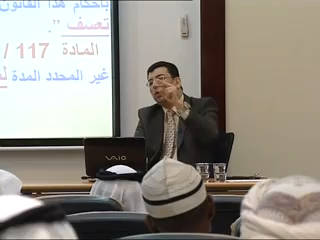 بأحكام هذا القانون
تعسف ”.
المادة 117 /
غير المحدد المدة
VAIO